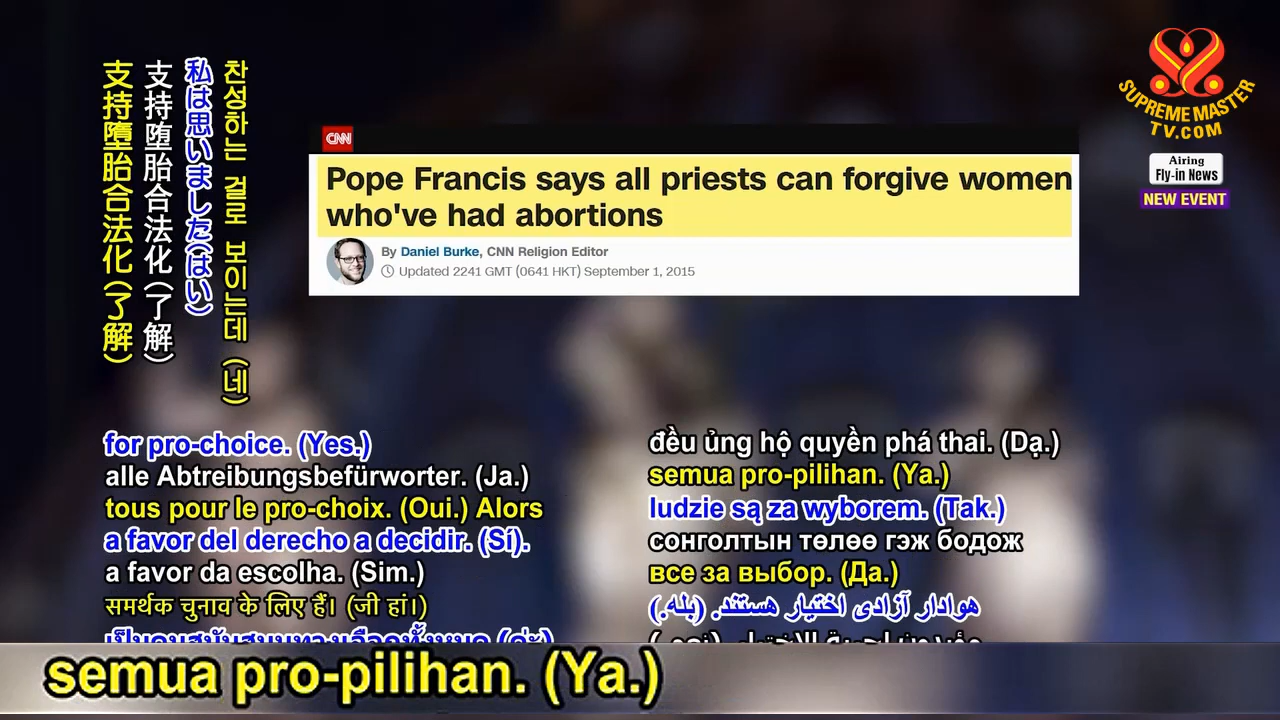 支持墮胎合法化（了解）
支持堕胎合法化（了解）
私は思いました(はい)
찬성하는 걸로 보이는데 (네)
CNN
Pope Francis says all priests can forgive women
who've had abortions
By Daniel Burke, CNN Religion Editor
Updated 2241 GMT (0641 HKT) September 1, 2015
SUPREME MASTER
TV.COM
Airing
Fly-in News
NEW EVENT
for pro-choice. (Yes.)
alle Abtreibungsbefürworter. (Ja.)
tous pour le pro-choix. (Oui.) Alors
a favor del derecho a decidir. (Sí).
a favor da escolha. (Sim.)
समर्थक चुनाव के लिए हैं। (जी हां।)
đều ủng hộ quyền phá thai. (Dạ.)
semua pro-pilihan. (Ya.)
ludzie są za wyborem. (Tak.)
сонголтын төлөө гэж бодож
все за выбор. (Да.)
هوادار آزادی اختیار هستند. (بله.)
semua pro-pilihan. (Ya.)